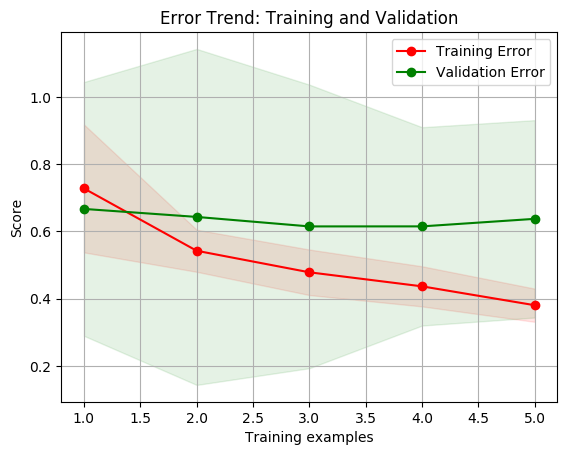 Error Trend: Training and Validation
Training Error
Validation Error
Score
1.0
0.8
0.6
0.4
0.2
1.0 1.5 2.0 2.5 3.0 3.5 4.0 4.5 5.0
Training examples